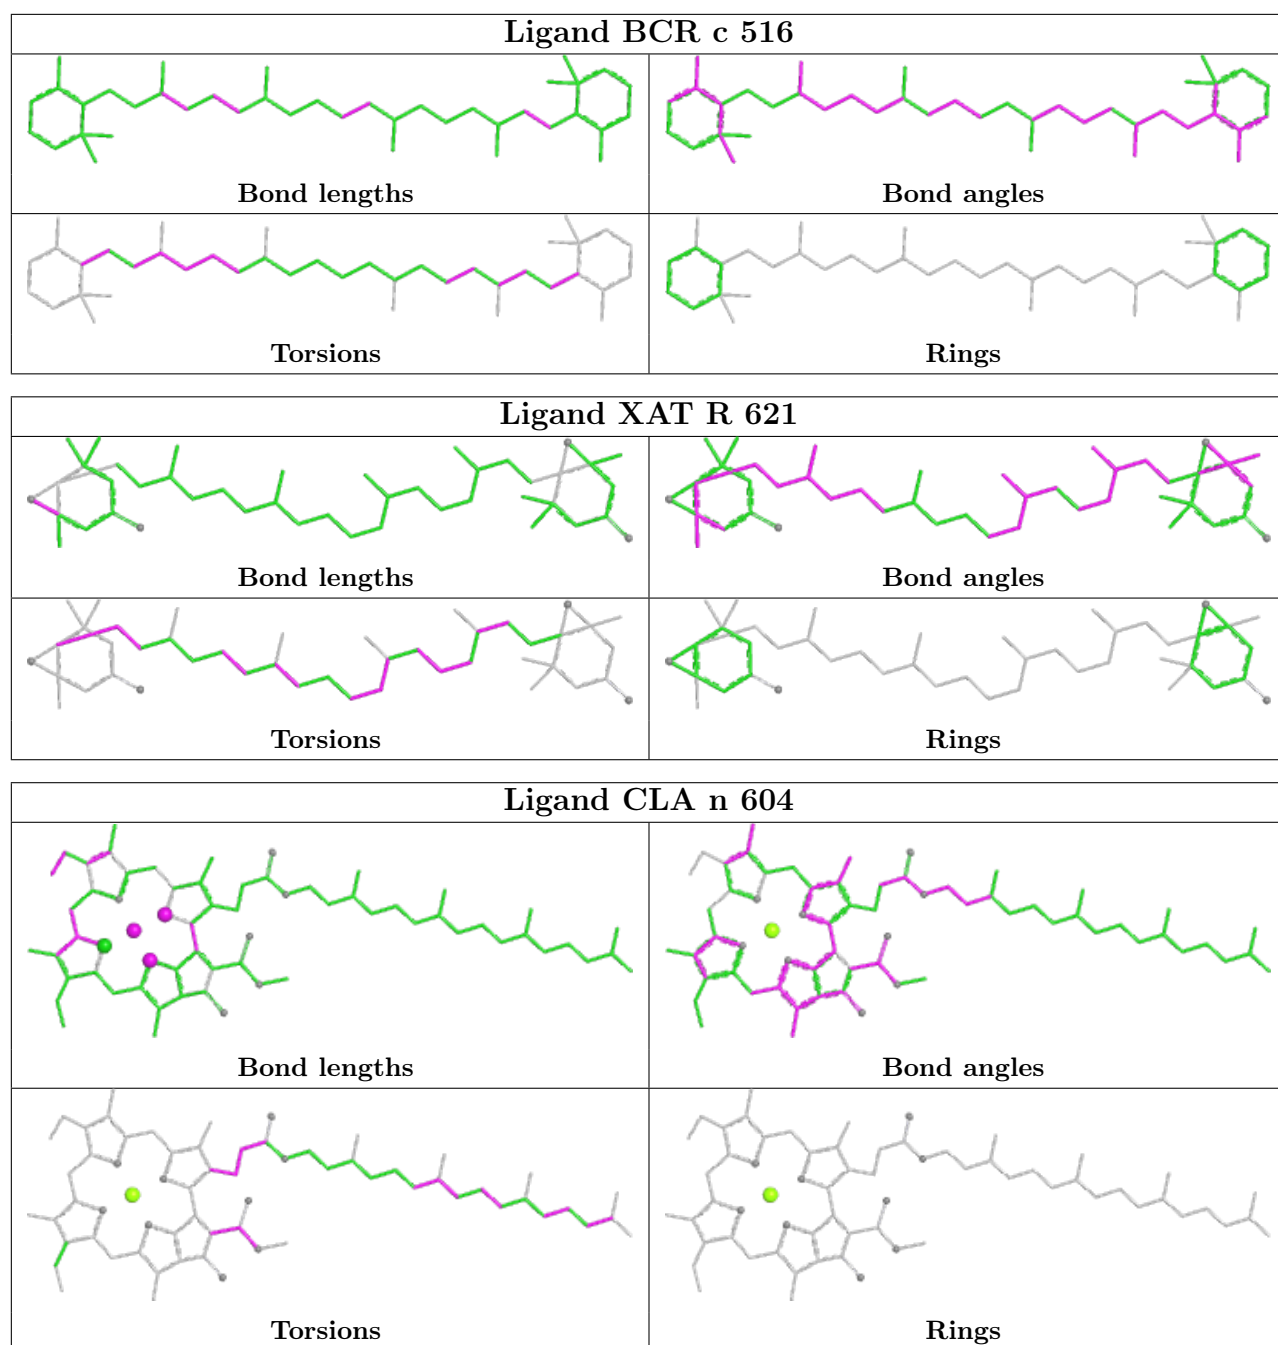 Ligand BCR c 516
Bond lengths
Bond angles
Torsions
Rings
Ligand XAT R 621
Bond lengths
Bond angles
Torsions
Rings
Ligand CLA n 604
Bond lengths
Bond angles
Torsions
Rings